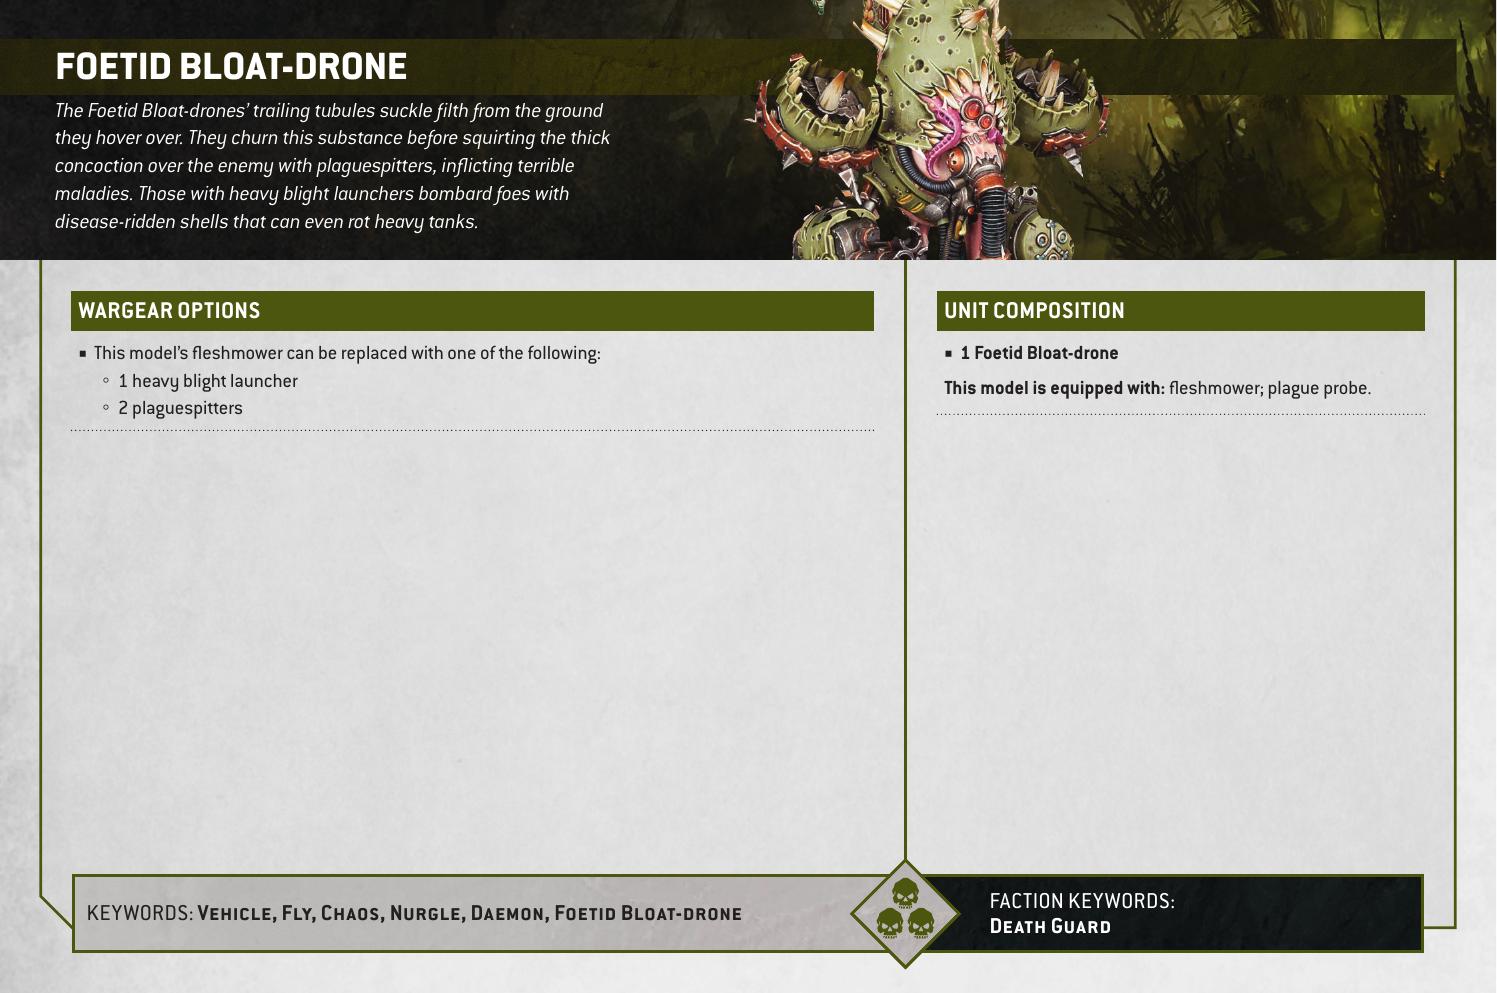 FOETID BLOAT-DRONE
The Foetid Bloat-drones’ trailing tubules suckle filth from the ground
they hover over. They churn this substance before squirting the thick
concoction over the enemy with plaguespitters, inflicting terrible
maladies. Those with heavy blight launchers bombard foes with
disease-ridden shells that can even rot heavy tanks.
WARGEAR OPTIONS
■ This model’s fleshmower can be replaced with one of the following:
◦ 1 heavy blight launcher
◦ 2 plaguespitters
UNIT COMPOSITION
■ 1 Foetid Bloat-drone
This model is equipped with: fleshmower; plague probe.
KEYWORDS: Vehicle, Fly, Chaos, Nurgle, Daemon, Foetid Bloat-drone
FACTION KEYWORDS:
Death Guard